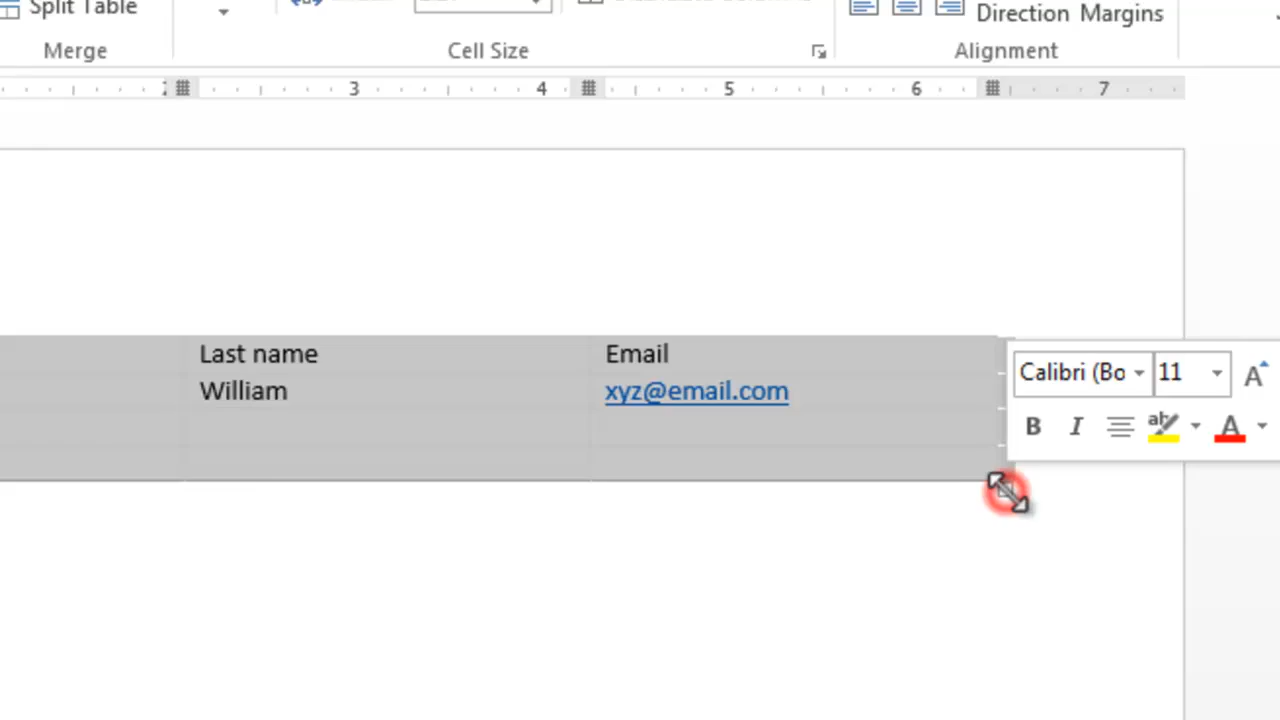 Split Table
Direction Margins
Merge
Cell Size
Alignment
3 4 5 6 7
Last name
Email
William
xyz@email.com
Calibri (Bo 11 A
B I ab A